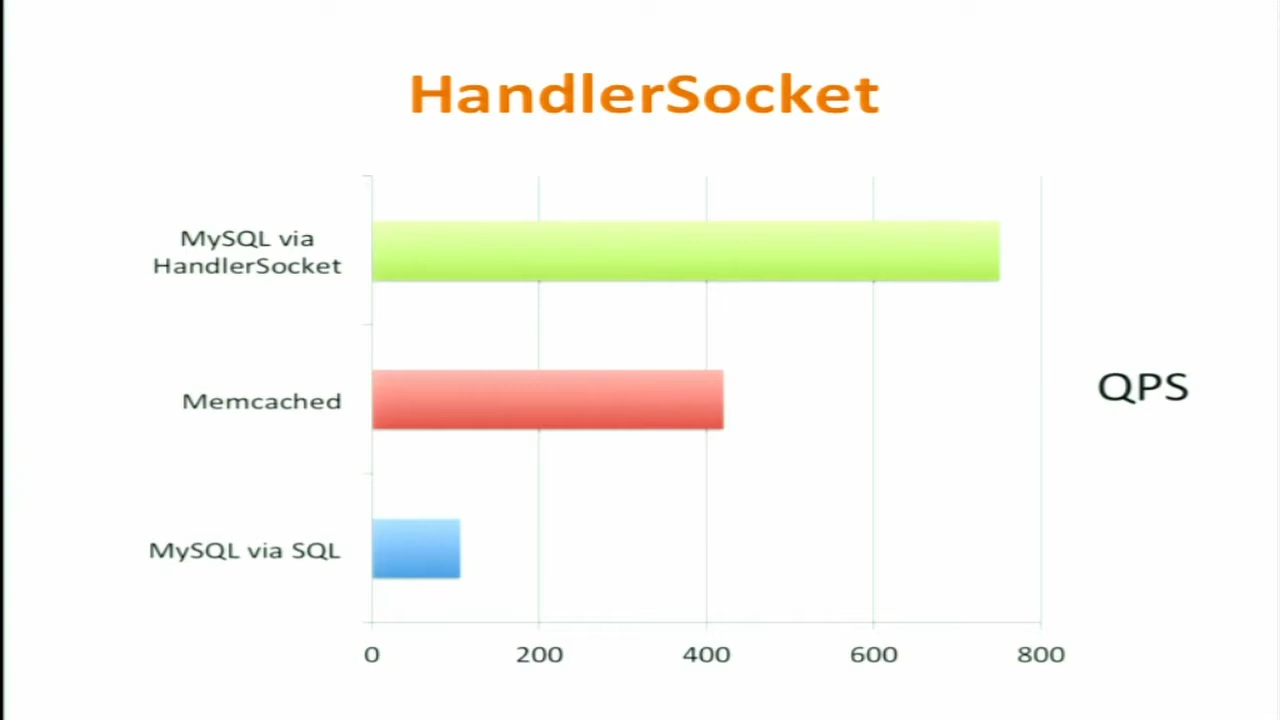 HandlerSocket
MySQL via
HandlerSocket
Memcached
MySQL via SQL
0 200 400 600 800
QPS